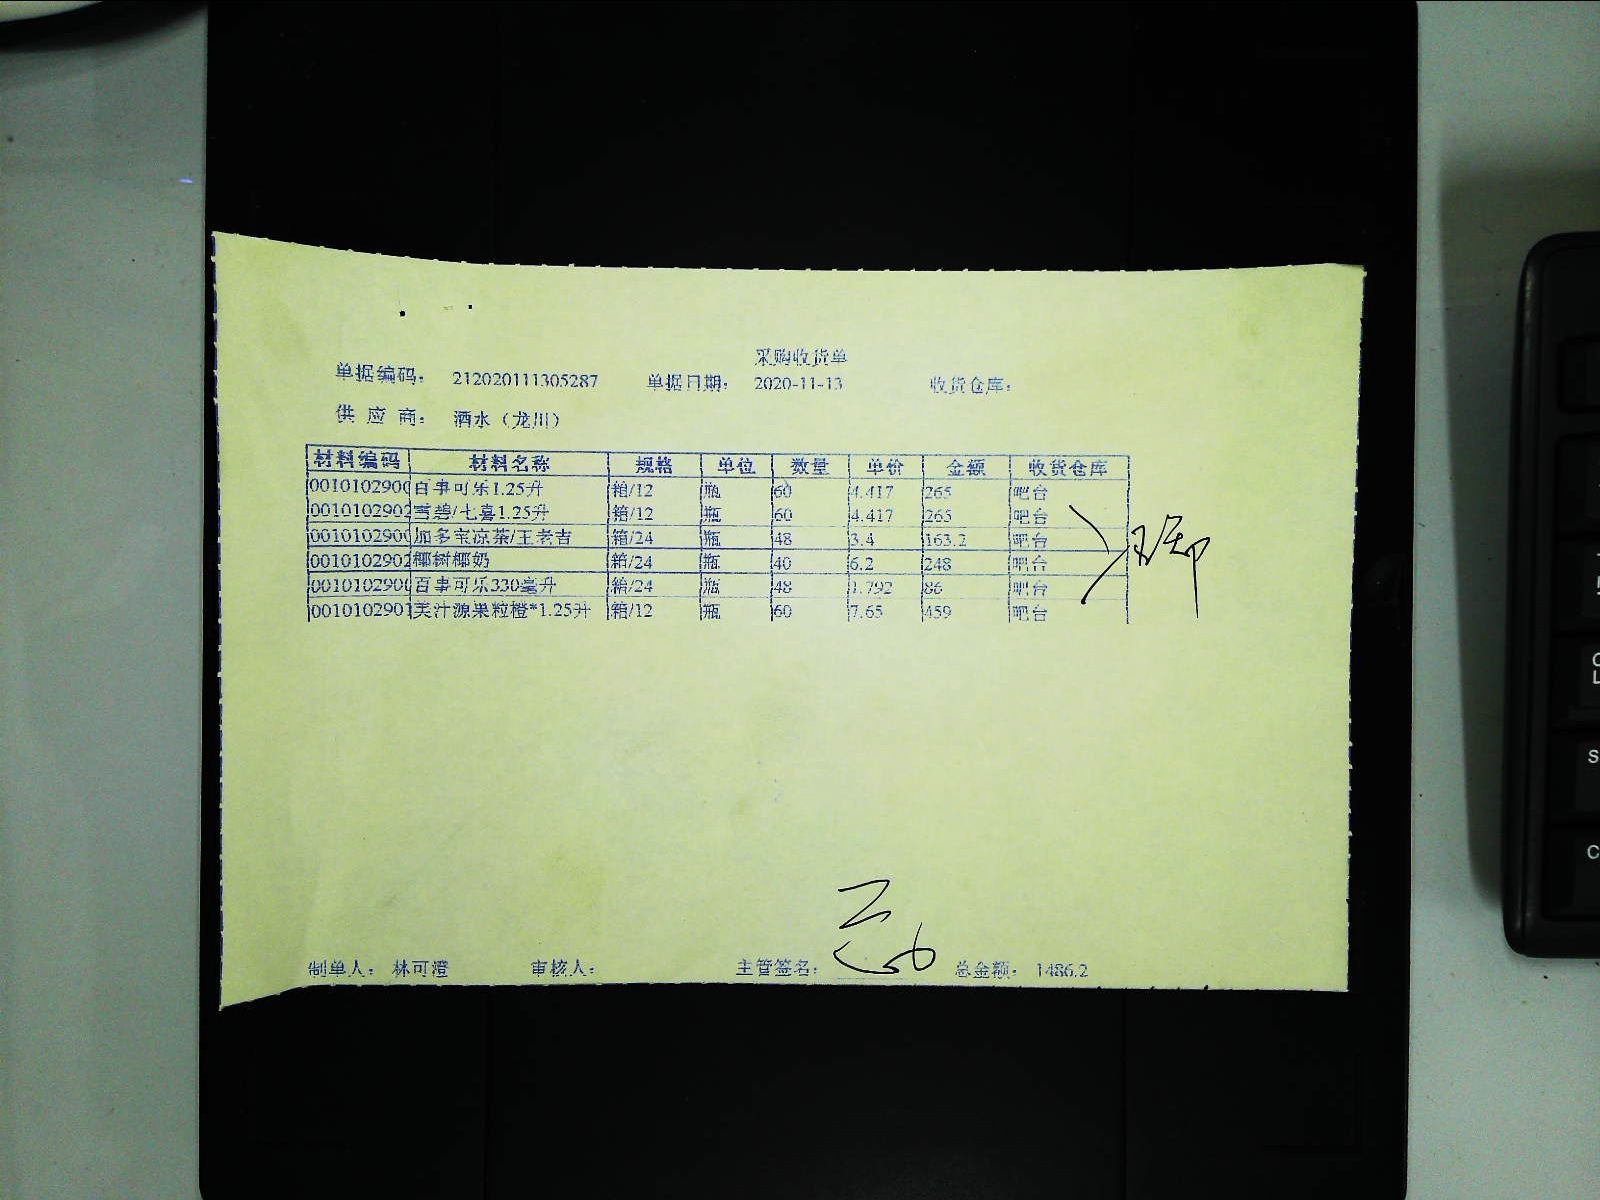 采购收货单
单据编码： 212020111305287 单据日期： 2020-11-13 收货仓库：
供 应 商： 酒水（龙川）
材料编码 材料名称 规格 单位 数量 单价 金额 收货仓库
0010102900 百事可乐1.25升 箱/12 瓶 60 4.417 265 吧台
0010102902 雪碧/七喜1.25升 箱/12 瓶 60 4.417 265 吧台
0010102900 加多宝凉茶/王老吉 箱/24 瓶 48 3.4 163.2 吧台
0010102902 椰树椰奶 箱/24 瓶 40 6.2 248 吧台
0010102900 百事可乐330毫升 箱/24 瓶 48 1.792 86 吧台
0010102901 美汁源果粒橙*1.25升 箱/12 瓶 60 7.65 459 吧台
制单人： 林可澄 审核人： 主管签名： 总金额： 1486.2